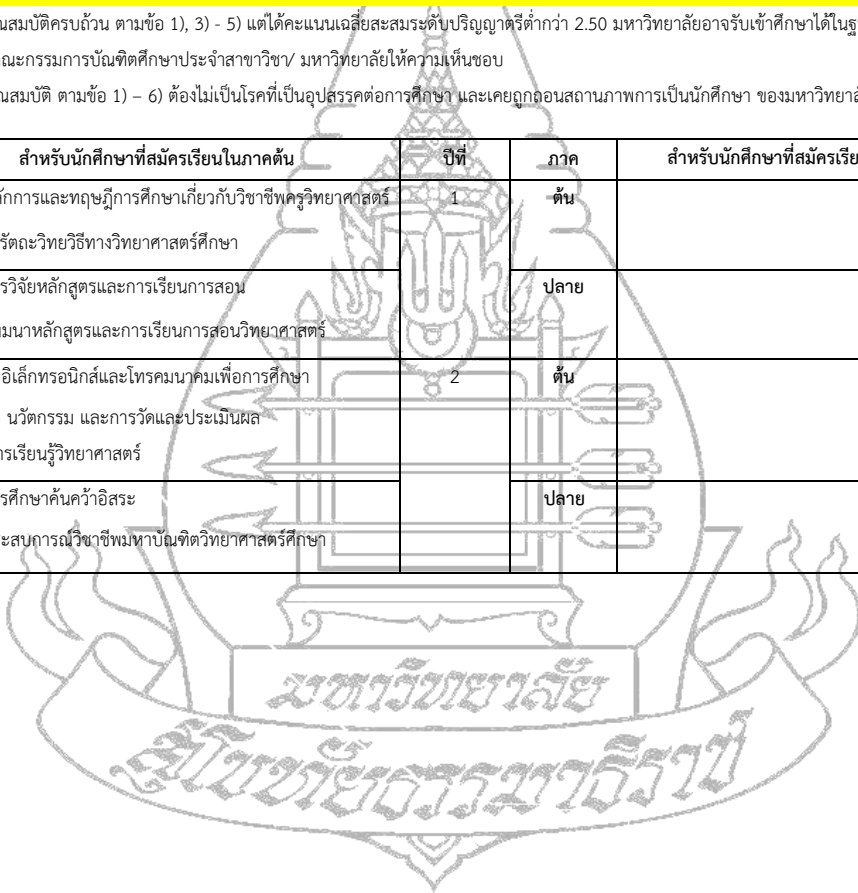 นสมบัติครบถ้วน ตามข้อ 1), 3) - 5) แต่ได้คะแนนเฉลี่ยสะสมระดับปริญญาตรีต่ำกว่า 2.50 มหาวิทยาลัยอาจรับเข้าศึกษาได้ในฐ
ณะกรรมการบัณฑิตศึกษาประจำสาขาวิชา/ มหาวิทยาลัยให้ความเห็นชอบ
นสมบัติ ตามข้อ 1) – 6) ต้องไม่เป็นโรคที่เป็นอุปสรรคต่อการศึกษา และเคยถูกถอนสถานภาพการเป็นนักศึกษา ของมหาวิทยาลั
สำหรับนักศึกษาที่สมัครเรียนในภาคต้น ปีที่ ภาค สำหรับนักศึกษาที่สมัครเรีย
ลักการและทฤษฎีการศึกษาเกี่ยวกับวิชาชีพครูวิทยาศาสตร์ 1 ต้น
รัตถะวิทยวิธีทางวิทยาศาสตร์ศึกษา
รวิจัยหลักสูตรและการเรียนการสอน ปลาย
ฒนาหลักสูตรและการเรียนการสอนวิทยาศาสตร์
อิเล็กทรอนิกส์และโทรคมนาคมเพื่อการศึกษา 2 ต้น
นวัตกรรม และการวัดและประเมินผล
ารเรียนรู้วิทยาศาสตร์
รศึกษาค้นคว้าอิสระ ปลาย
ะสบการณ์วิชาชีพมหาบัณฑิตวิทยาศาสตร์ศึกษา
มหาวิทยาลัย
สุโขทัยธรรมาธิราช